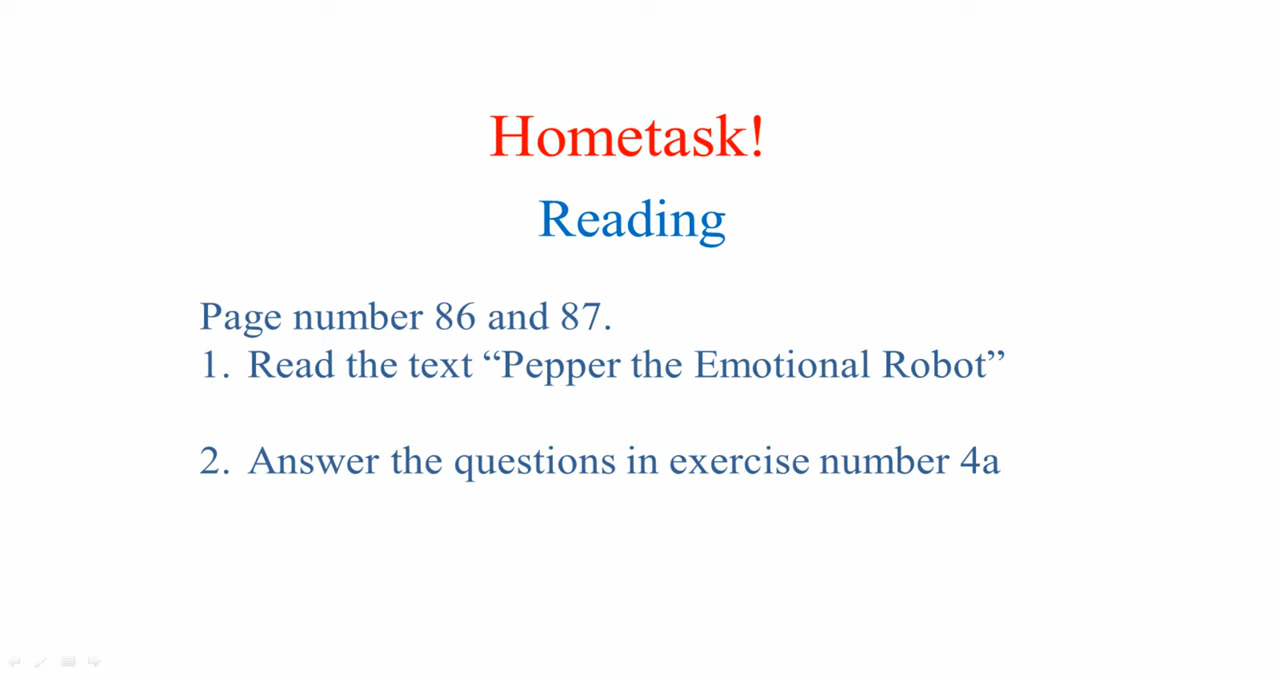 Hometask!
Reading
Page number 86 and 87.
1. Read the text “Pepper the Emotional Robot”
2. Answer the questions in exercise number 4a